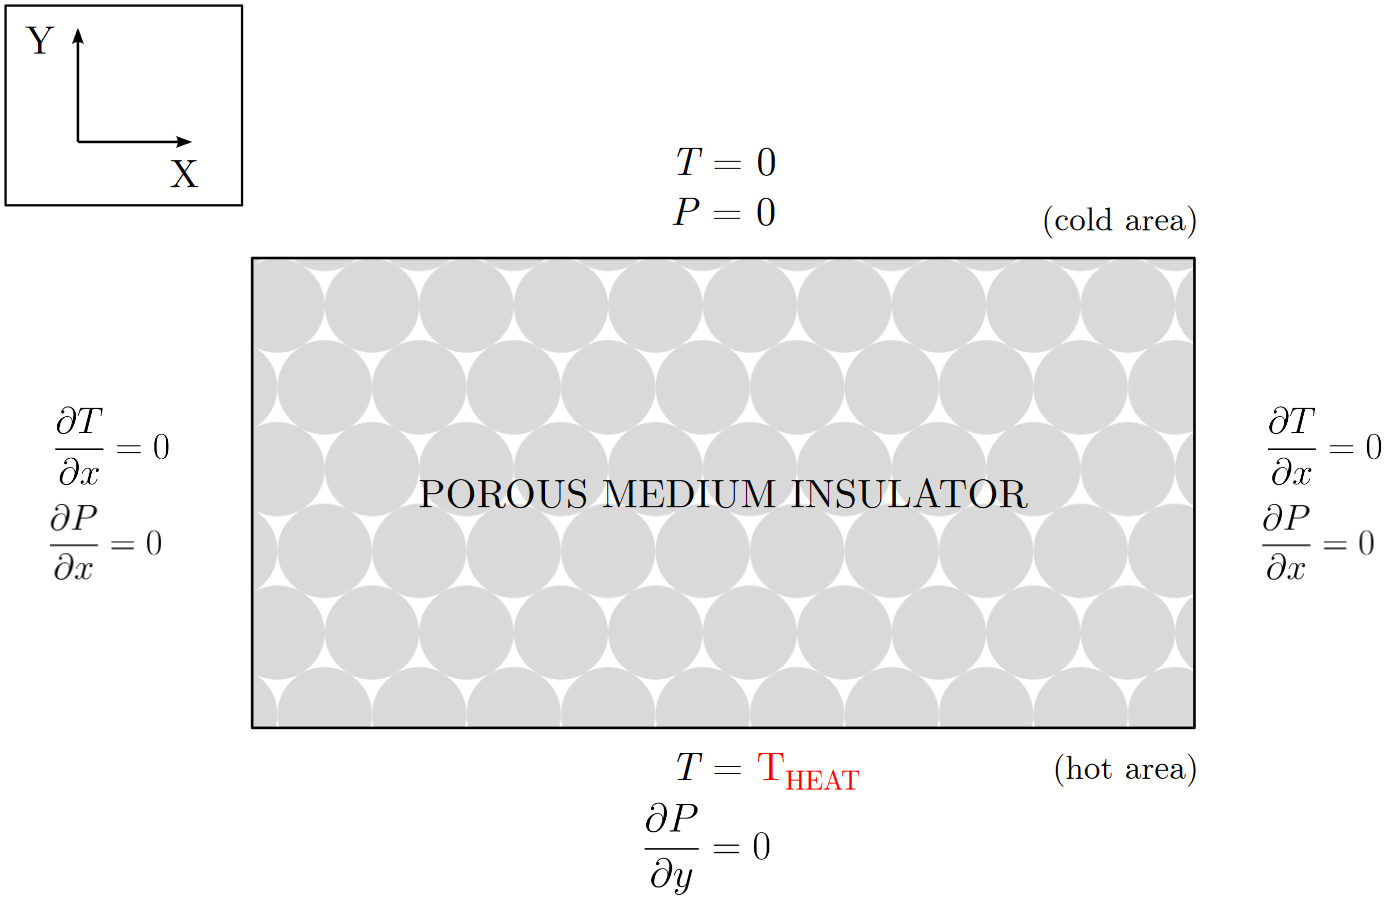 Y
X
T = 0
P = 0
(cold area)
∂T/∂x = 0
∂P/∂x = 0
POROUS MEDIUM INSULATOR
∂T/∂x = 0
∂P/∂x = 0
T = T_HEAT
(hot area)
∂P/∂y = 0